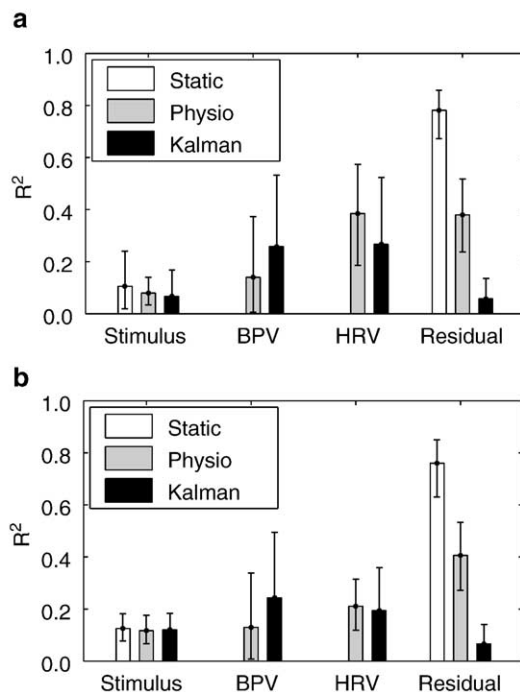 a
1.0
0.8
0.6
0.4
0.2
0.0
R²
Static
Physio
Kalman
Stimulus BPV HRV Residual
b
1.0
0.8
0.6
0.4
0.2
0.0
R²
Static
Physio
Kalman
Stimulus BPV HRV Residual